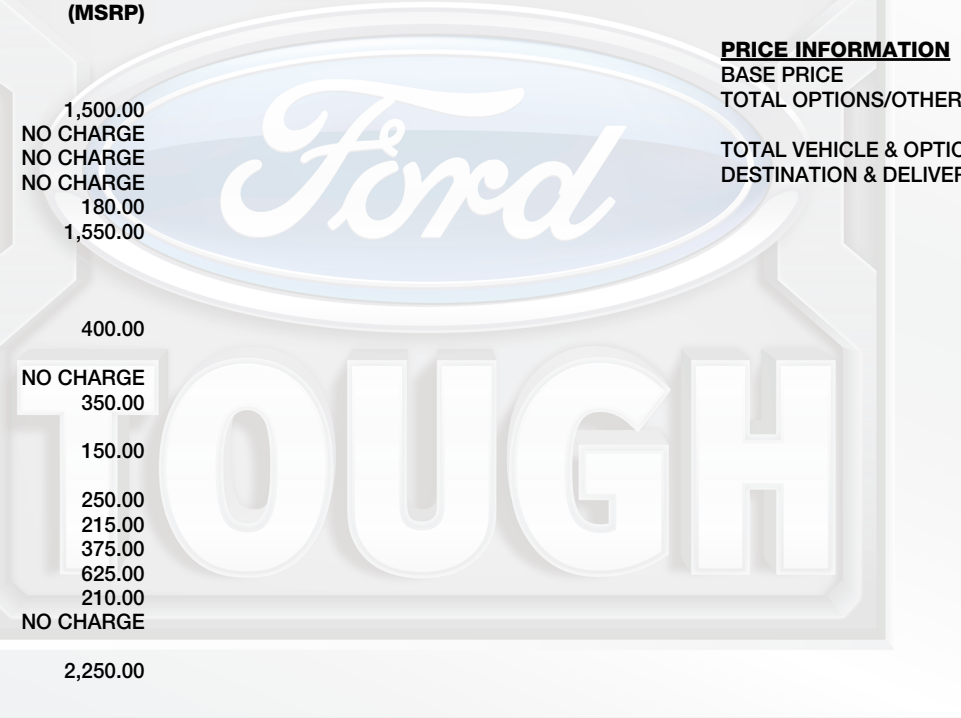 (MSRP)
1,500.00
NO CHARGE
NO CHARGE
NO CHARGE
180.00
1,550.00
400.00
NO CHARGE
350.00
150.00
250.00
215.00
375.00
625.00
210.00
NO CHARGE
2,250.00
PRICE INFORMATION
BASE PRICE
TOTAL OPTIONS/OTHER
TOTAL VEHICLE & OPTIO
DESTINATION & DELIVER
Ford
TOUGH